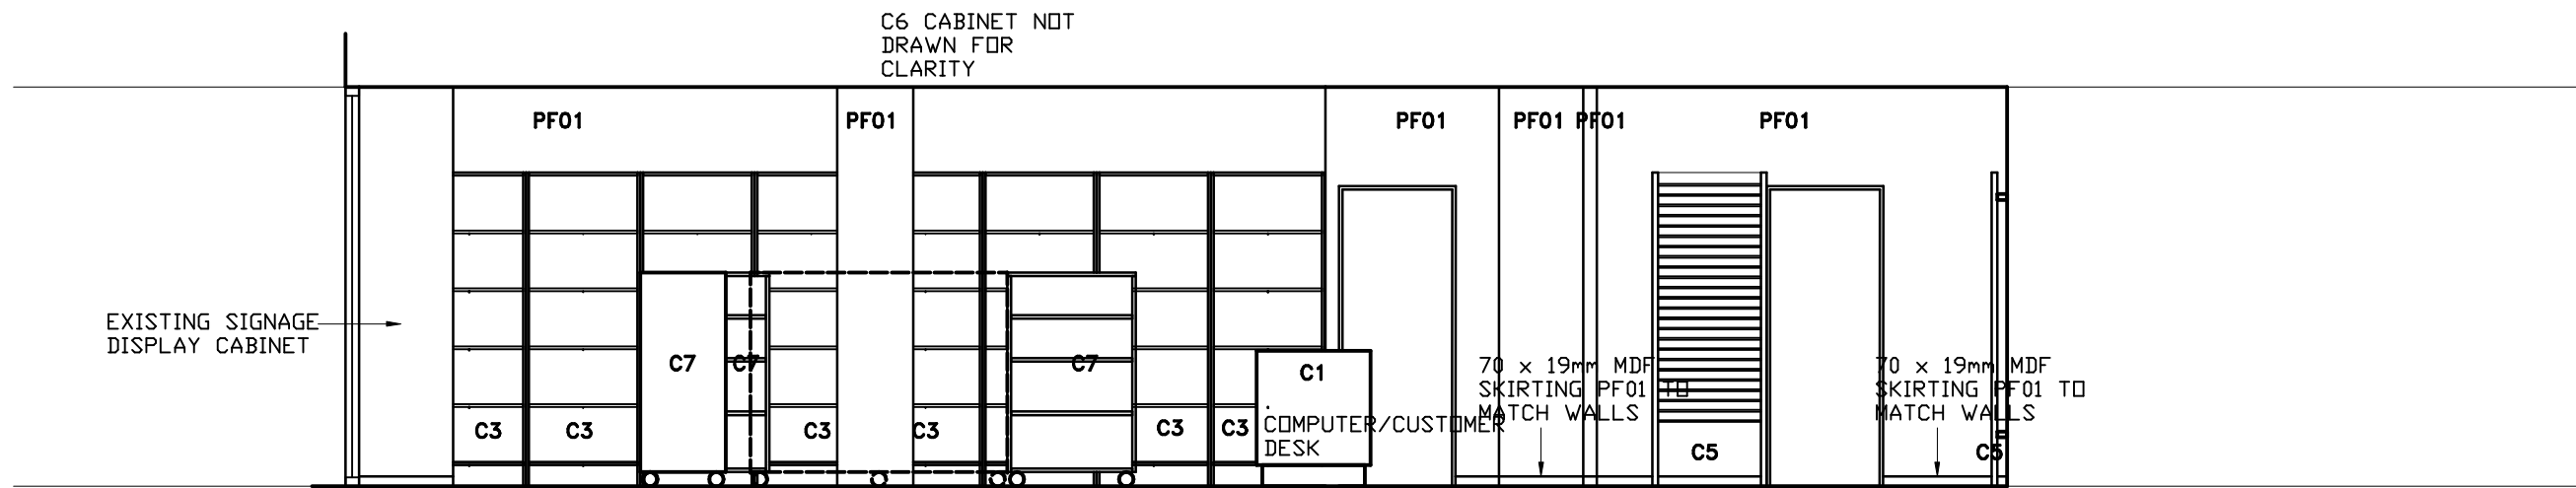 C6 CABINET NOT
DRAWN FOR
CLARITY
PF01 PF01 PF01 PF01 PF01 PF01
EXISTING SIGNAGE
DISPLAY CABINET
C7 C7 C7 C1
70 x 19mm MDF
SKIRTING PF01 TO
MATCH WALLS
70 x 19mm MDF
SKIRTING PF01 TO
MATCH WALLS
C3 C3 C3 C3 C3 C3
COMPUTER/CUSTOMER
DESK
C5 C5